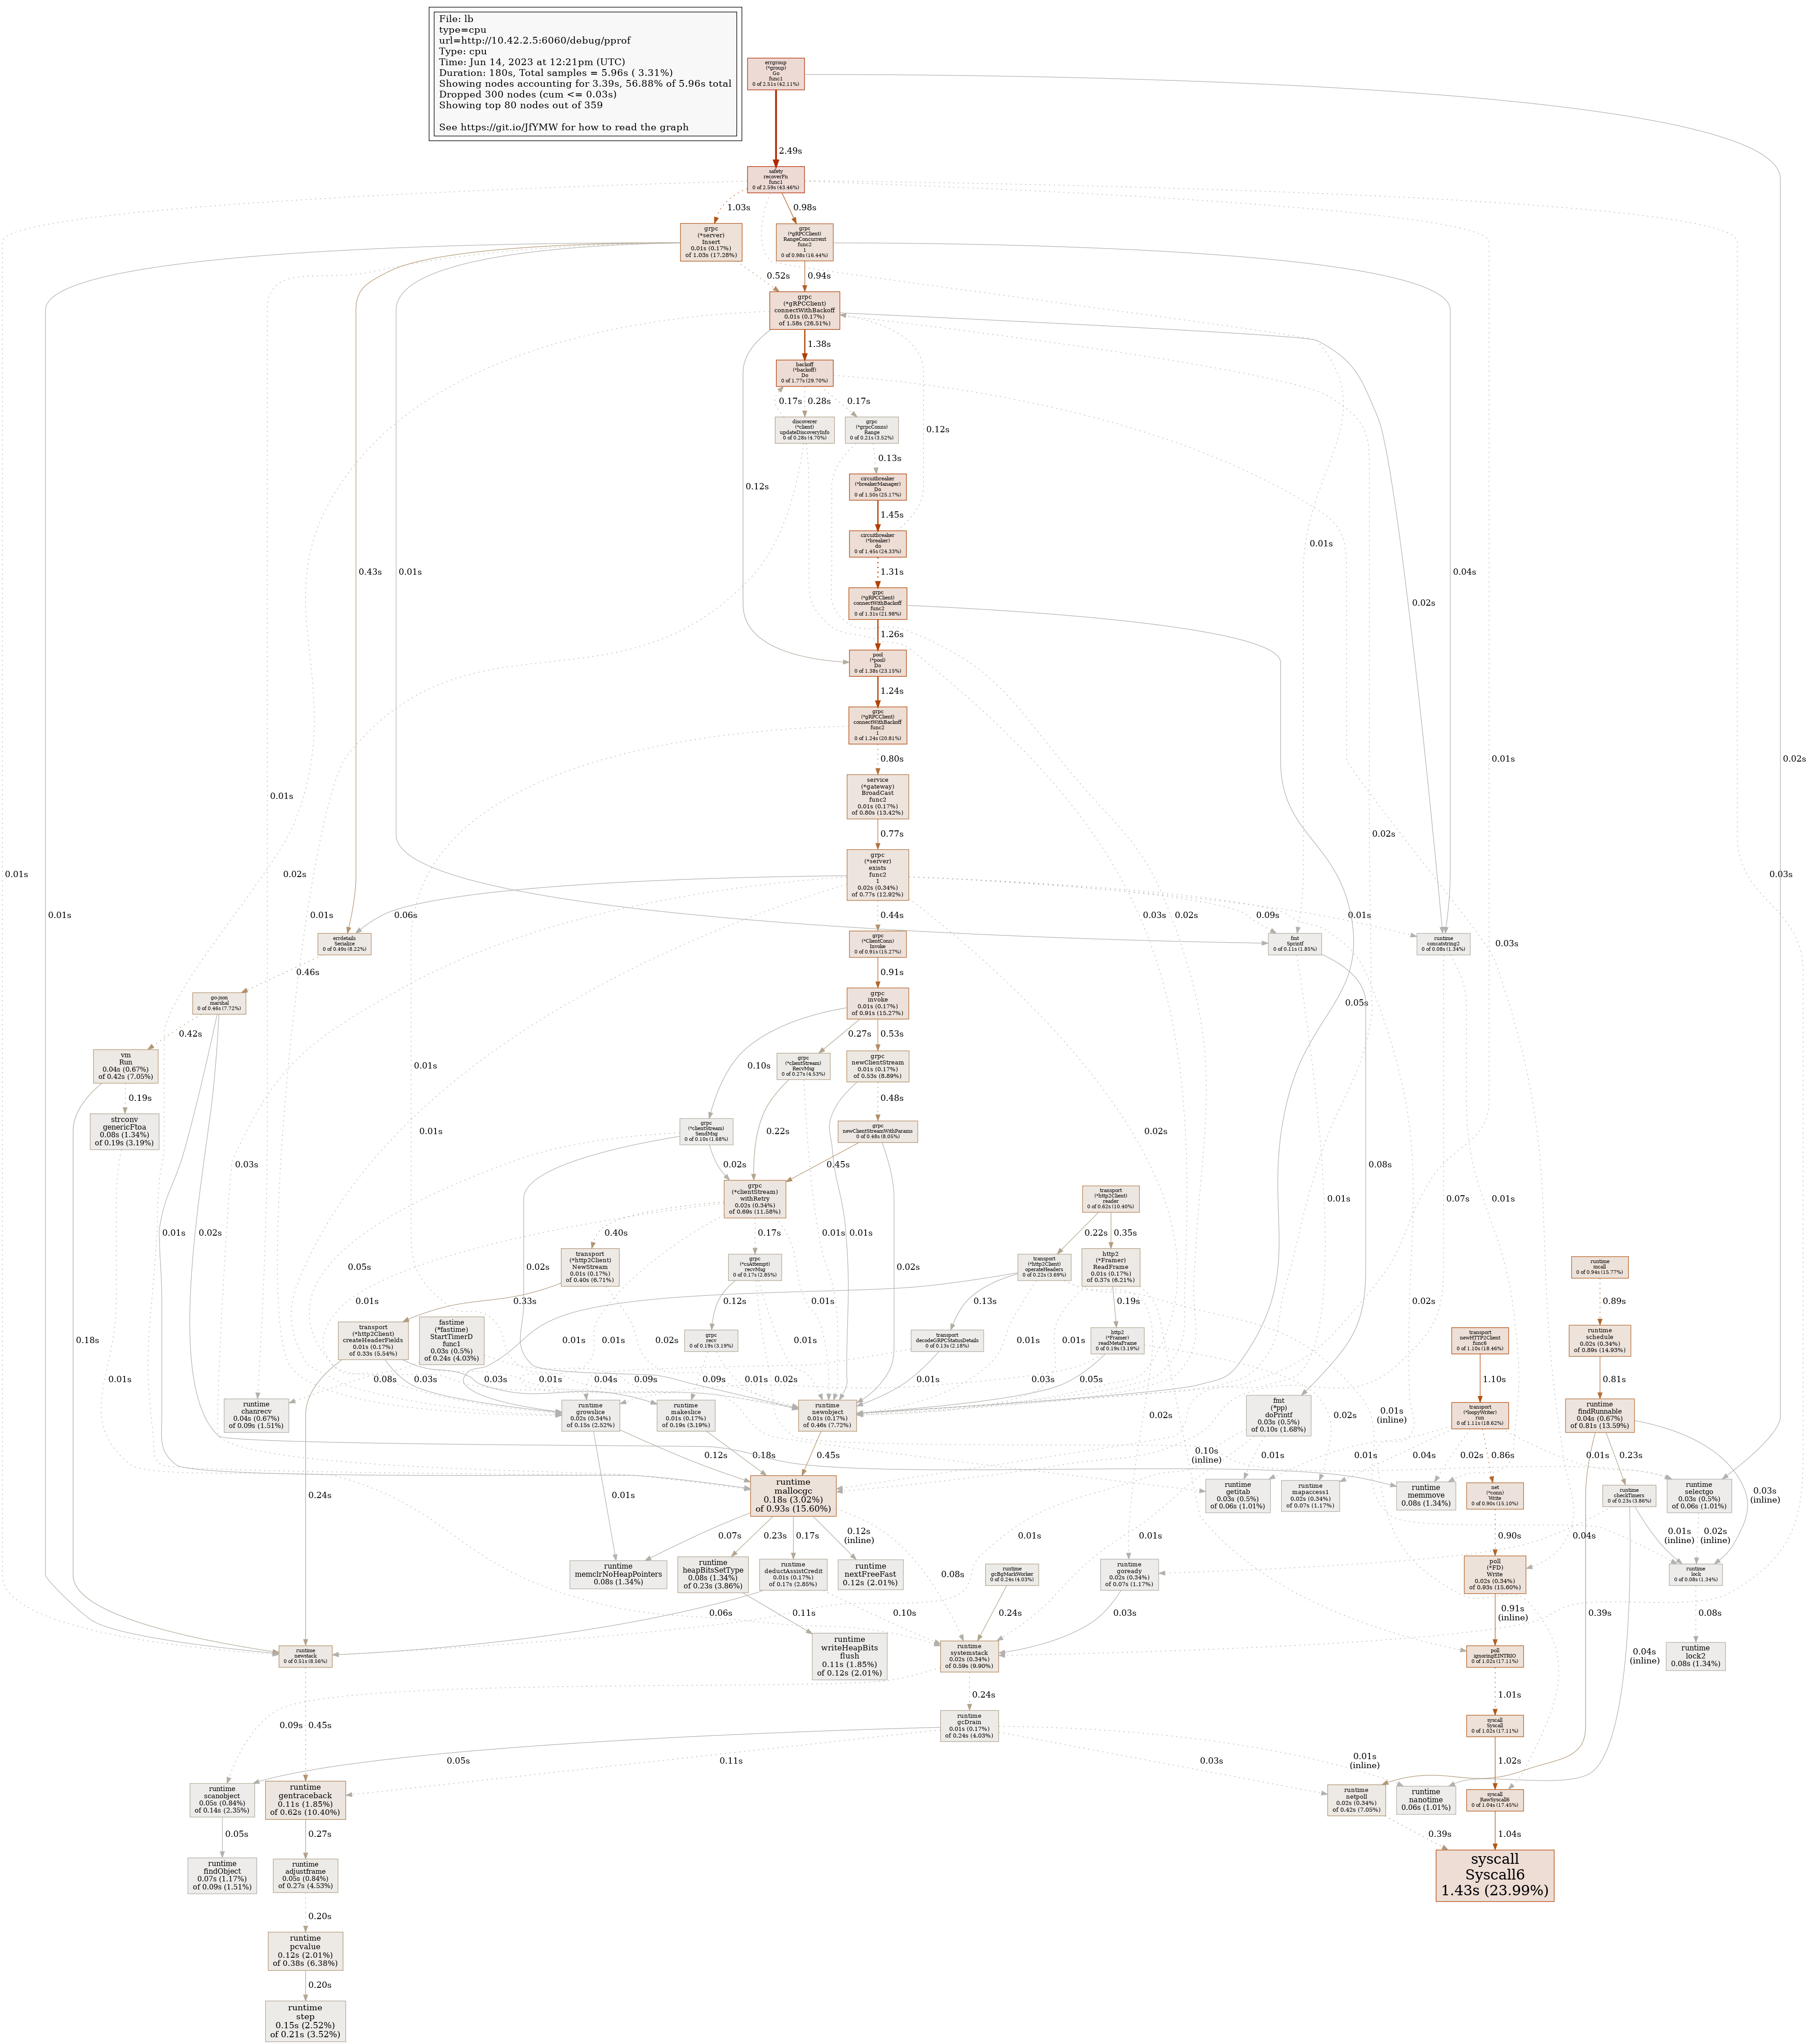 File: lb
type=cpu
url=http://10.42.2.5:6060/debug/pprof
Type: cpu
Time: Jun 14, 2023 at 12:21pm (UTC)
Duration: 180s, Total samples = 5.96s ( 3.31%)
Showing nodes accounting for 3.39s, 56.88% of 5.96s total
Dropped 300 nodes (cum <= 0.03s)
Showing top 80 nodes out of 359
See https://git.io/JfYMW for how to read the graph
errgroup
(*group)
Go
func1
0 of 2.51s (42.11%)
2.49s
safety
recoverFn
func1
0 of 2.59s (43.46%)
1.03s
0.98s
grpc
(*server)
Insert
0.01s (0.17%)
of 1.03s (17.28%)
grpc
(*gRPCClient)
RangeConcurrent
func2
1
0 of 0.98s (16.44%)
0.52s
0.94s
grpc
(*gRPCClient)
connectWithBackoff
0.01s (0.17%)
of 1.58s (26.51%)
1.38s
backoff
(*backoff)
Do
0 of 1.77s (29.70%)
0.17s
0.28s
0.17s
discoverer
(*client)
updateDiscoveryInfo
0 of 0.28s (4.70%)
grpc
(*grpcConns)
Range
0 of 0.21s (3.52%)
0.12s
0.13s
circuitbreaker
(*breakerManager)
Do
0 of 1.50s (25.17%)
0.12s
1.45s
circuitbreaker
(*breaker)
do
0 of 1.45s (24.33%)
0.01s
0.43s
0.01s
1.31s
0.04s
grpc
(*gRPCClient)
connectWithBackoff
func2
0 of 1.31s (21.98%)
0.02s
1.26s
pool
(*pool)
Do
0 of 1.38s (23.15%)
1.24s
grpc
(*gRPCClient)
connectWithBackoff
func2
1
0 of 1.24s (20.81%)
0.80s
0.01s
0.02s
service
(*gateway)
BroadCast
func2
0.01s (0.17%)
of 0.80s (13.42%)
0.01s
0.77s
0.02s
grpc
(*server)
exists
func2
1
0.02s (0.34%)
of 0.77s (12.92%)
0.01s
0.02s
0.03s
0.01s
0.01s
0.06s
0.03s
0.02s
0.44s
0.09s
0.01s
errdetails
Serialize
0 of 0.49s (8.22%)
grpc
(*ClientConn)
Invoke
0 of 0.91s (15.27%)
fmt
Sprintf
0 of 0.11s (1.85%)
runtime
concatstring2
0 of 0.08s (1.34%)
0.03s
0.46s
0.91s
go-json
marshal
0 of 0.46s (7.72%)
grpc
invoke
0.01s (0.17%)
of 0.91s (15.27%)
0.05s
0.42s
0.27s
0.53s
vm
Run
0.04s (0.67%)
of 0.42s (7.05%)
0.01s
0.10s
grpc
(*clientStream)
RecvMsg
0 of 0.27s (4.53%)
grpc
newClientStream
0.01s (0.17%)
of 0.53s (8.89%)
0.19s
0.48s
strconv
genericFtoa
0.08s (1.34%)
of 0.19s (3.19%)
0.01s
grpc
(*clientStream)
SendMsg
0 of 0.10s (1.68%)
0.22s
grpc
newClientStreamWithParams
0 of 0.48s (8.05%)
0.02s
0.08s
0.03s
0.02s
0.45s
grpc
(*clientStream)
withRetry
0.02s (0.34%)
of 0.69s (11.58%)
transport
(*http2Client)
reader
0 of 0.62s (10.40%)
0.01s
0.07s
0.01s
0.01s
0.02s
0.40s
0.17s
0.01s
0.01s
0.22s
0.35s
0.05s
transport
(*http2Client)
NewStream
0.01s (0.17%)
of 0.40s (6.71%)
0.02s
grpc
(*csAttempt)
recvMsg
0 of 0.17s (2.85%)
0.02s
transport
(*http2Client)
operateHeaders
0 of 0.22s (3.69%)
http2
(*Framer)
ReadFrame
0.01s (0.17%)
of 0.37s (6.21%)
0.02s
runtime
mcall
0 of 0.94s (15.77%)
0.01s
0.33s
0.12s
0.01s
0.13s
0.19s
0.89s
0.18s
transport
(*http2Client)
createHeaderFields
0.01s (0.17%)
of 0.33s (5.54%)
fastime
(*fastime)
StartTimerD
func1
0.03s (0.5%)
of 0.24s (4.03%)
0.01s
0.01s
0.02s
grpc
recv
0 of 0.19s (3.19%)
0.01s
transport
decodeGRPCStatusDetails
0 of 0.13s (2.18%)
0.01s
0.01s
http2
(*Framer)
readMetaFrame
0 of 0.19s (3.19%)
transport
newHTTP2Client
func6
0 of 1.10s (18.46%)
runtime
schedule
0.02s (0.34%)
of 0.89s (14.93%)
0.01s
0.08s
0.03s
0.03s
0.01s
0.04s
0.09s
0.09s
0.01s
0.02s
0.01s
0.03s
0.05s
1.10s
0.81s
runtime
chanrecv
0.04s (0.67%)
of 0.09s (1.51%)
runtime
growslice
0.02s (0.34%)
of 0.15s (2.52%)
runtime
makeslice
0.01s (0.17%)
of 0.19s (3.19%)
runtime
newobject
0.01s (0.17%)
of 0.46s (7.72%)
0.02s
fmt
(*pp)
doPrintf
0.03s (0.5%)
of 0.10s (1.68%)
0.02s
0.01s
(inline)
transport
(*loopyWriter)
run
0 of 1.11s (18.62%)
runtime
findRunnable
0.04s (0.67%)
of 0.81s (13.59%)
0.12s
0.18s
0.45s
0.10s
(inline)
0.01s
0.01s
0.04s
0.02s
0.86s
0.01s
0.23s
0.24s
0.01s
runtime
mallocgc
0.18s (3.02%)
of 0.93s (15.60%)
runtime
getitab
0.03s (0.5%)
of 0.06s (1.01%)
runtime
mapaccess1
0.02s (0.34%)
of 0.07s (1.17%)
runtime
memmove
0.08s (1.34%)
net
(*conn)
Write
0 of 0.90s (15.10%)
runtime
checkTimers
0 of 0.23s (3.86%)
runtime
selectgo
0.03s (0.5%)
of 0.06s (1.01%)
0.03s
(inline)
0.07s
0.23s
0.17s
0.12s
(inline)
0.08s
0.01s
0.01s
0.90s
0.04s
0.01s
(inline)
0.02s
(inline)
runtime
memclrNoHeapPointers
0.08s (1.34%)
runtime
heapBitsSetType
0.08s (1.34%)
of 0.23s (3.86%)
runtime
deductAssistCredit
0.01s (0.17%)
of 0.17s (2.85%)
runtime
nextFreeFast
0.12s (2.01%)
runtime
gcBgMarkWorker
0 of 0.24s (4.03%)
runtime
goready
0.02s (0.34%)
of 0.07s (1.17%)
poll
(*FD)
Write
0.02s (0.34%)
of 0.93s (15.60%)
runtime
lock
0 of 0.08s (1.34%)
0.06s
0.11s
0.10s
0.24s
0.03s
0.91s
(inline)
0.39s
0.08s
runtime
newstack
0 of 0.51s (8.56%)
runtime
writeHeapBits
flush
0.11s (1.85%)
of 0.12s (2.01%)
runtime
systemstack
0.02s (0.34%)
of 0.59s (9.90%)
poll
ignoringEINTRIO
0 of 1.02s (17.11%)
0.04s
(inline)
runtime
lock2
0.08s (1.34%)
0.09s
0.45s
0.24s
1.01s
runtime
gcDrain
0.01s (0.17%)
of 0.24s (4.03%)
syscall
Syscall
0 of 1.02s (17.11%)
0.05s
0.11s
0.03s
0.01s
(inline)
1.02s
runtime
scanobject
0.05s (0.84%)
of 0.14s (2.35%)
runtime
gentraceback
0.11s (1.85%)
of 0.62s (10.40%)
runtime
netpoll
0.02s (0.34%)
of 0.42s (7.05%)
runtime
nanotime
0.06s (1.01%)
syscall
RawSyscall6
0 of 1.04s (17.45%)
0.05s
0.27s
0.39s
1.04s
runtime
findObject
0.07s (1.17%)
of 0.09s (1.51%)
runtime
adjustframe
0.05s (0.84%)
of 0.27s (4.53%)
syscall
Syscall6
1.43s (23.99%)
0.20s
runtime
pcvalue
0.12s (2.01%)
of 0.38s (6.38%)
0.20s
runtime
step
0.15s (2.52%)
of 0.21s (3.52%)